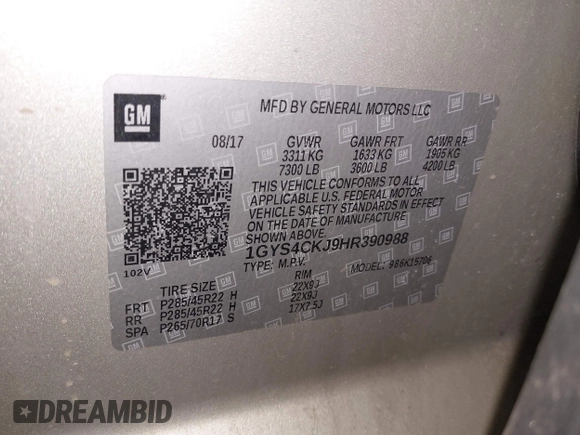 GM
MFD BY GENERAL MOTORS LLC
08/17 GVWR GAWR FRT GAWR RR
3311 KG 1633 KG 1905 KG
7300 LB 3600 LB 4200 LB
THIS VEHICLE CONFORMS TO ALL
APPLICABLE U.S. FEDERAL MOTOR
VEHICLE SAFETY STANDARDS IN EFFECT
ON THE DATE OF MANUFACTURE
SHOWN ABOVE.
1GYS4CKJ9HR390988
TYPE: M.P.V. MODEL:
102V
TIRE SIZE RIM
FRT P285/45R22 H 22X9J
RR P285/45R22 H 22X9J
SPA P265/70R17 S 17X7.5J
DREAMBID